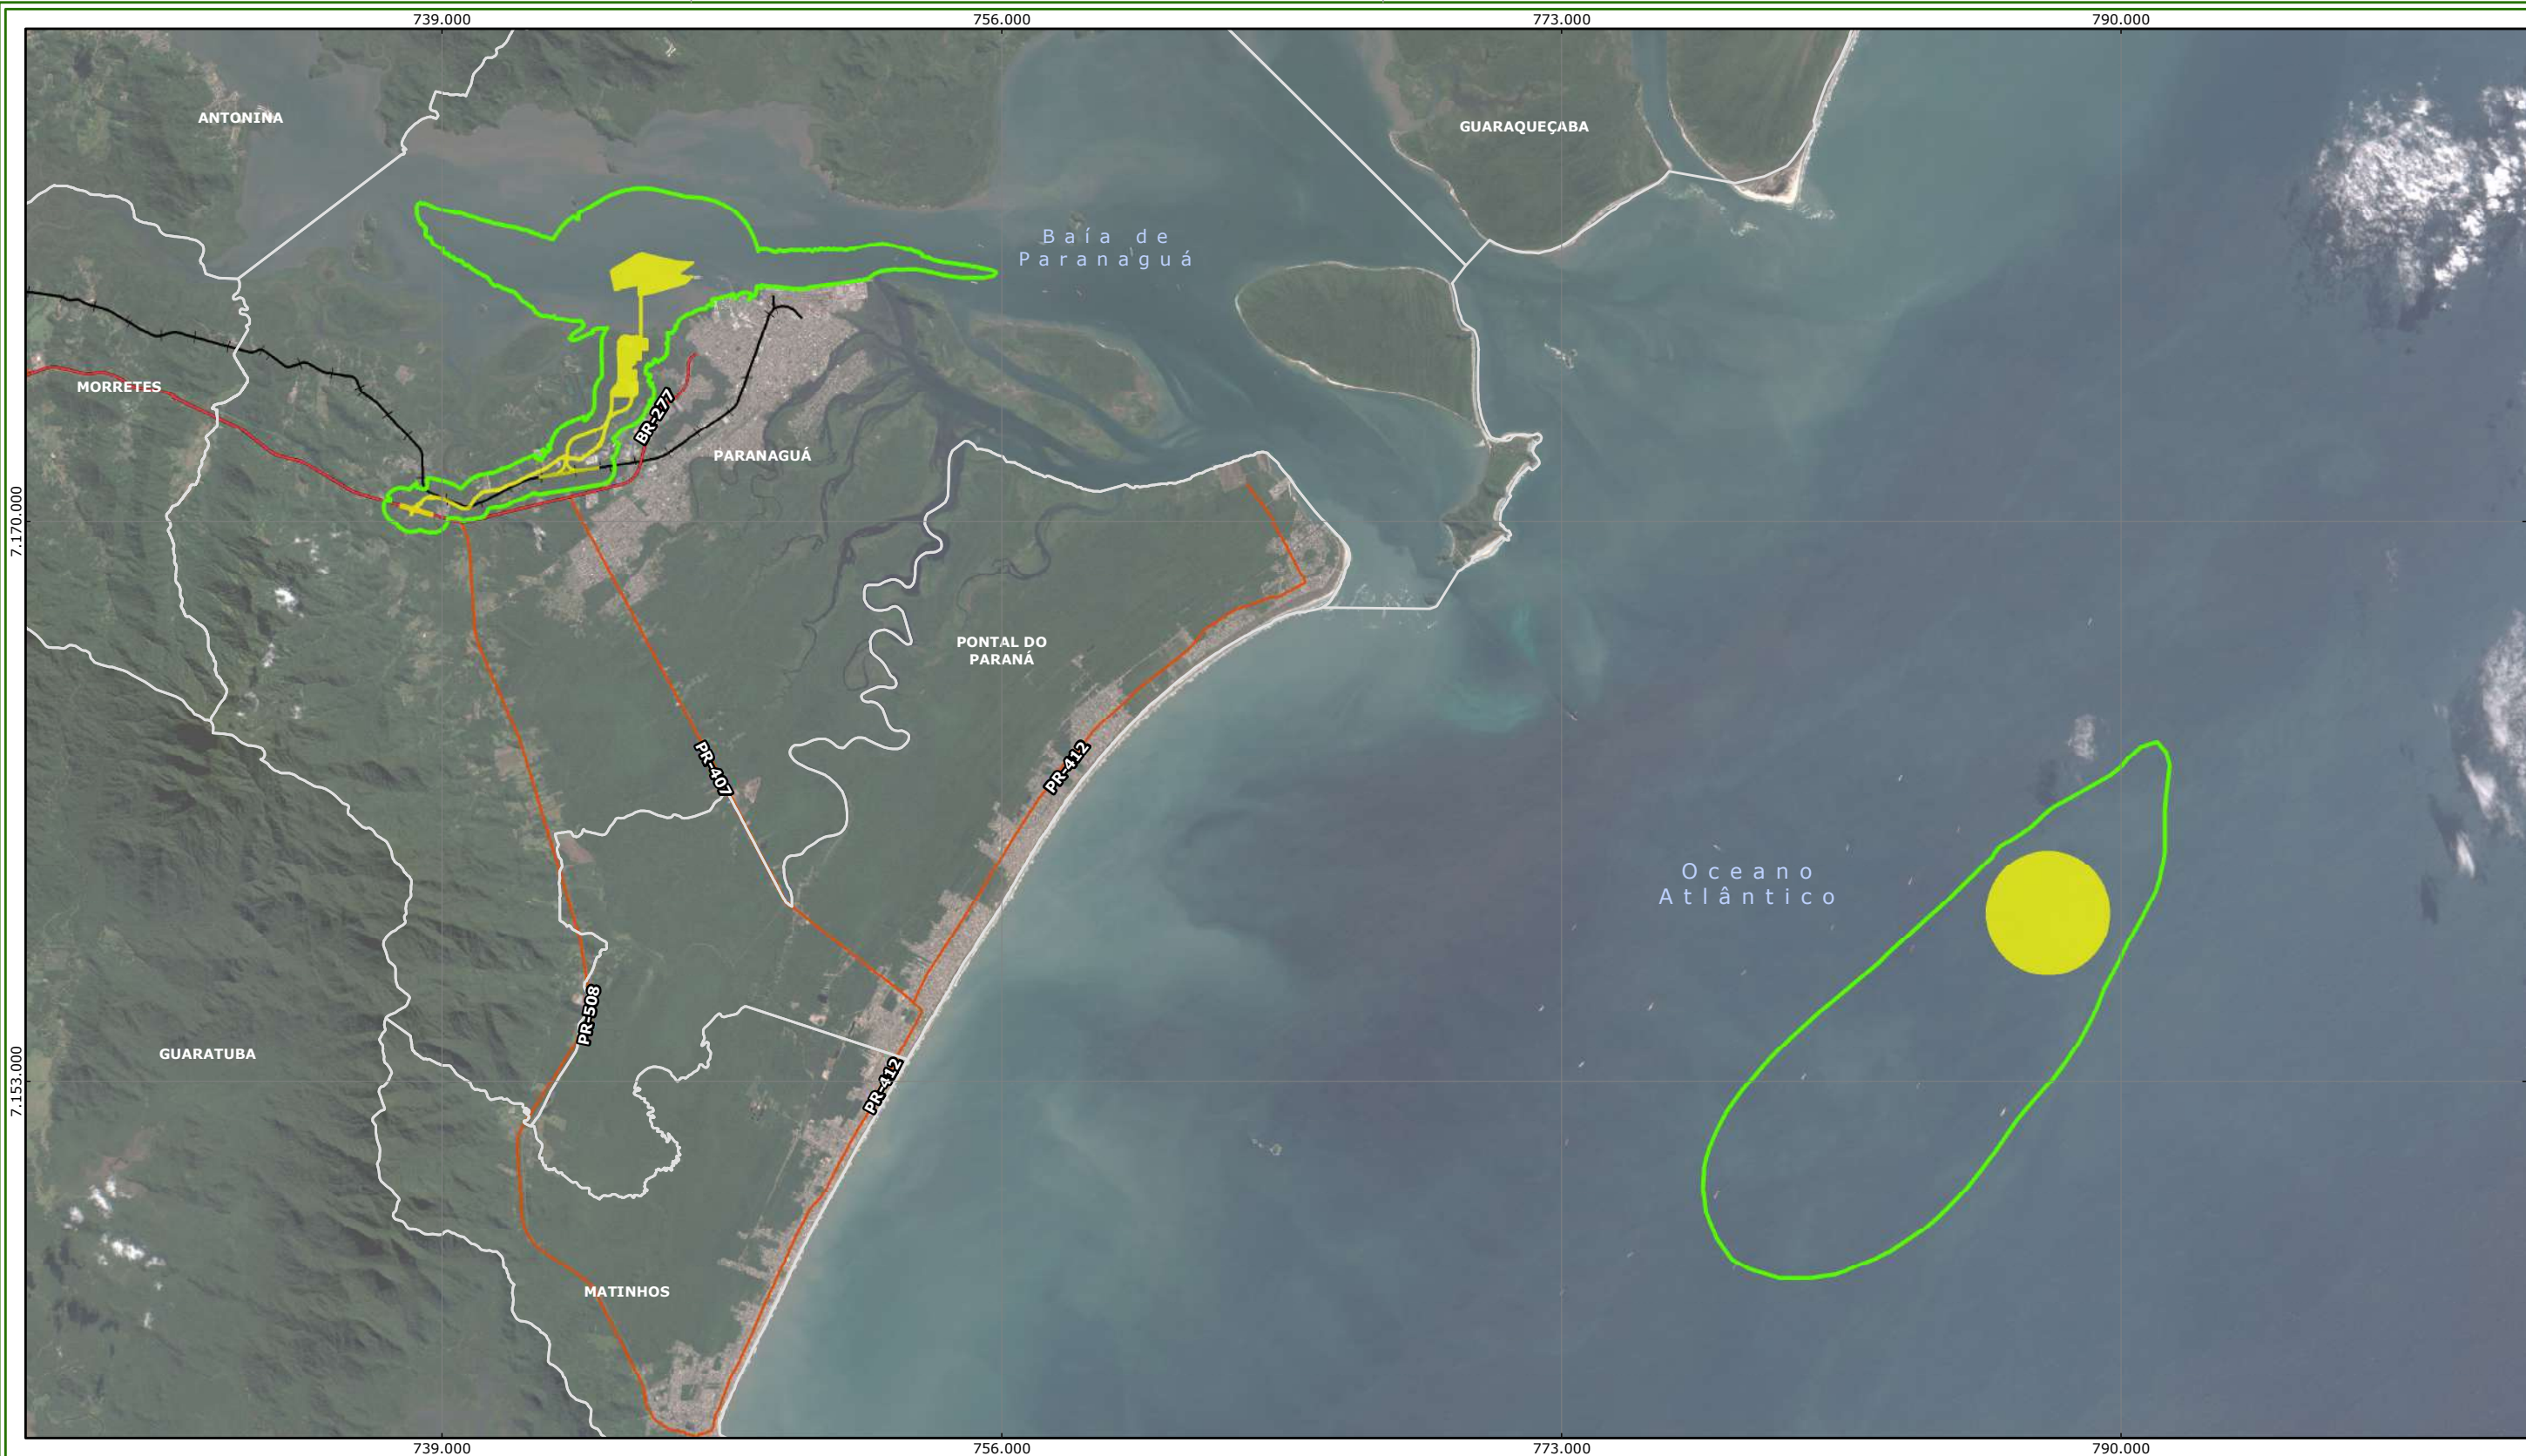 739.000
756.000
773.000
790.000
ANTONINA
GUARAQUEÇABA
Baía de
Paranaguá
MORRETES
BR-277
PARANAGUÁ
7.170.000
PONTAL DO
PARANÁ
PR-407
PR-412
Oceano
Atlântico
PR-508
GUARATUBA
7.153.000
PR-412
MATINHOS
739.000
756.000
773.000
790.000